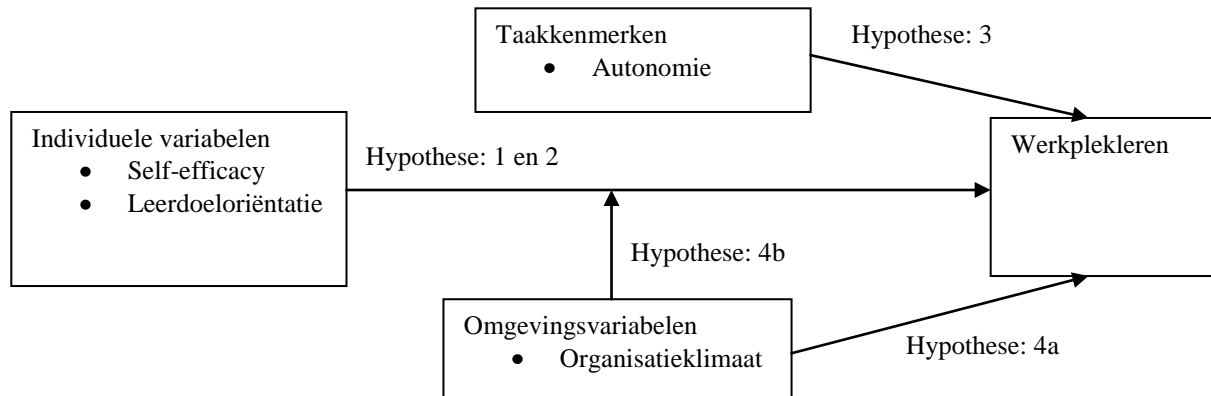 Taakkenmerken
• Autonomie
Hypothese: 3
Individuele variabelen
• Self-efficacy
• Leerdoeloriëntatie
Hypothese: 1 en 2
Werkplekleren
Hypothese: 4b
Omgevingsvariabelen
• Organisatieklimaat
Hypothese: 4a